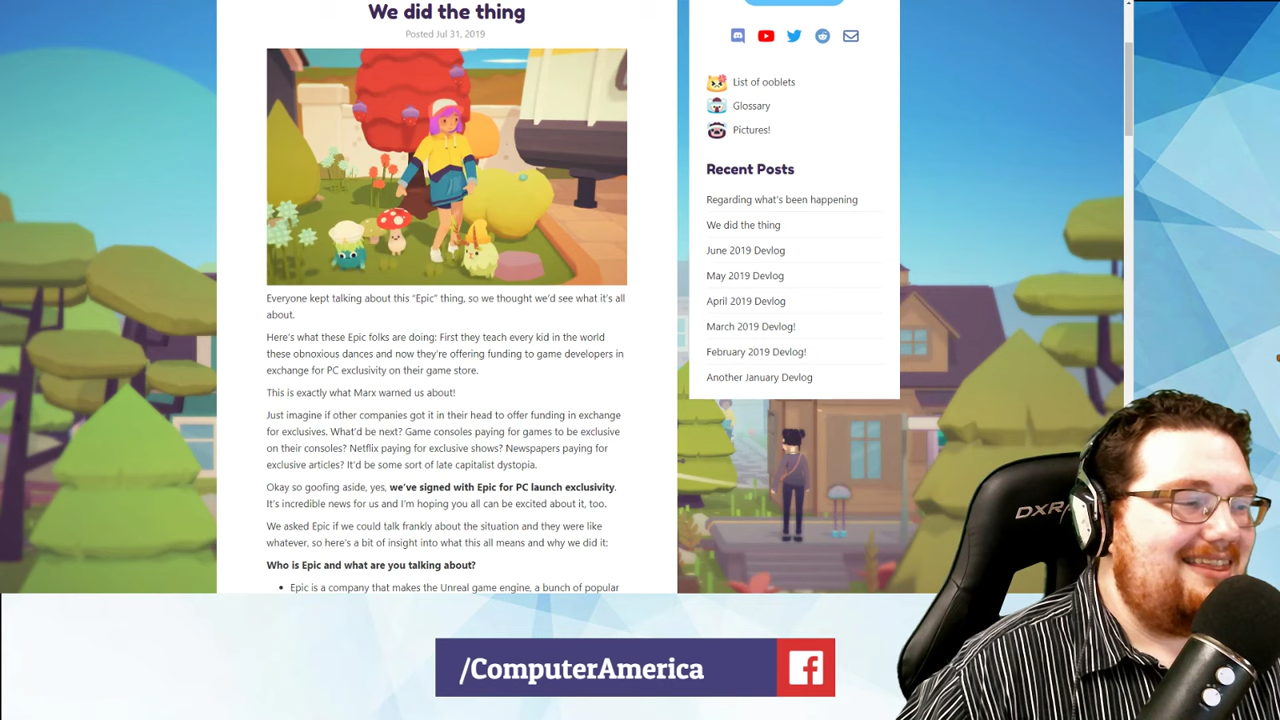 We did the thing
Posted Jul 31, 2019
Everyone kept talking about this “Epic” thing, so we thought we’d see what it’s all
about.
Here’s what these Epic folks are doing: First they teach every kid in the world
these obnoxious dances and now they’re offering funding to game developers in
exchange for PC exclusivity on their game store.
This is exactly what Marx warned us about!
Just imagine if other companies got it in their head to offer funding in exchange
for exclusives. What’d be next? Game consoles paying for games to be exclusive
on their consoles? Netflix paying for exclusive shows? Newspapers paying for
exclusive articles? It’d be some sort of late capitalist dystopia.
Okay so goofing aside, yes, we’ve signed with Epic for PC launch exclusivity.
It’s incredible news for us and I’m hoping you all can be excited about it, too.
We asked Epic if we could talk frankly about the situation and they were like
whatever, so here’s a bit of insight into what this all means and why we did it:
Who is Epic and what are you talking about?
• Epic is a company that makes the Unreal game engine, a bunch of popular
List of ooblets
Glossary
Pictures!
Recent Posts
Regarding what's been happening
We did the thing
June 2019 Devlog
May 2019 Devlog
April 2019 Devlog
March 2019 Devlog!
February 2019 Devlog!
Another January Devlog
DXR
/ComputerAmerica